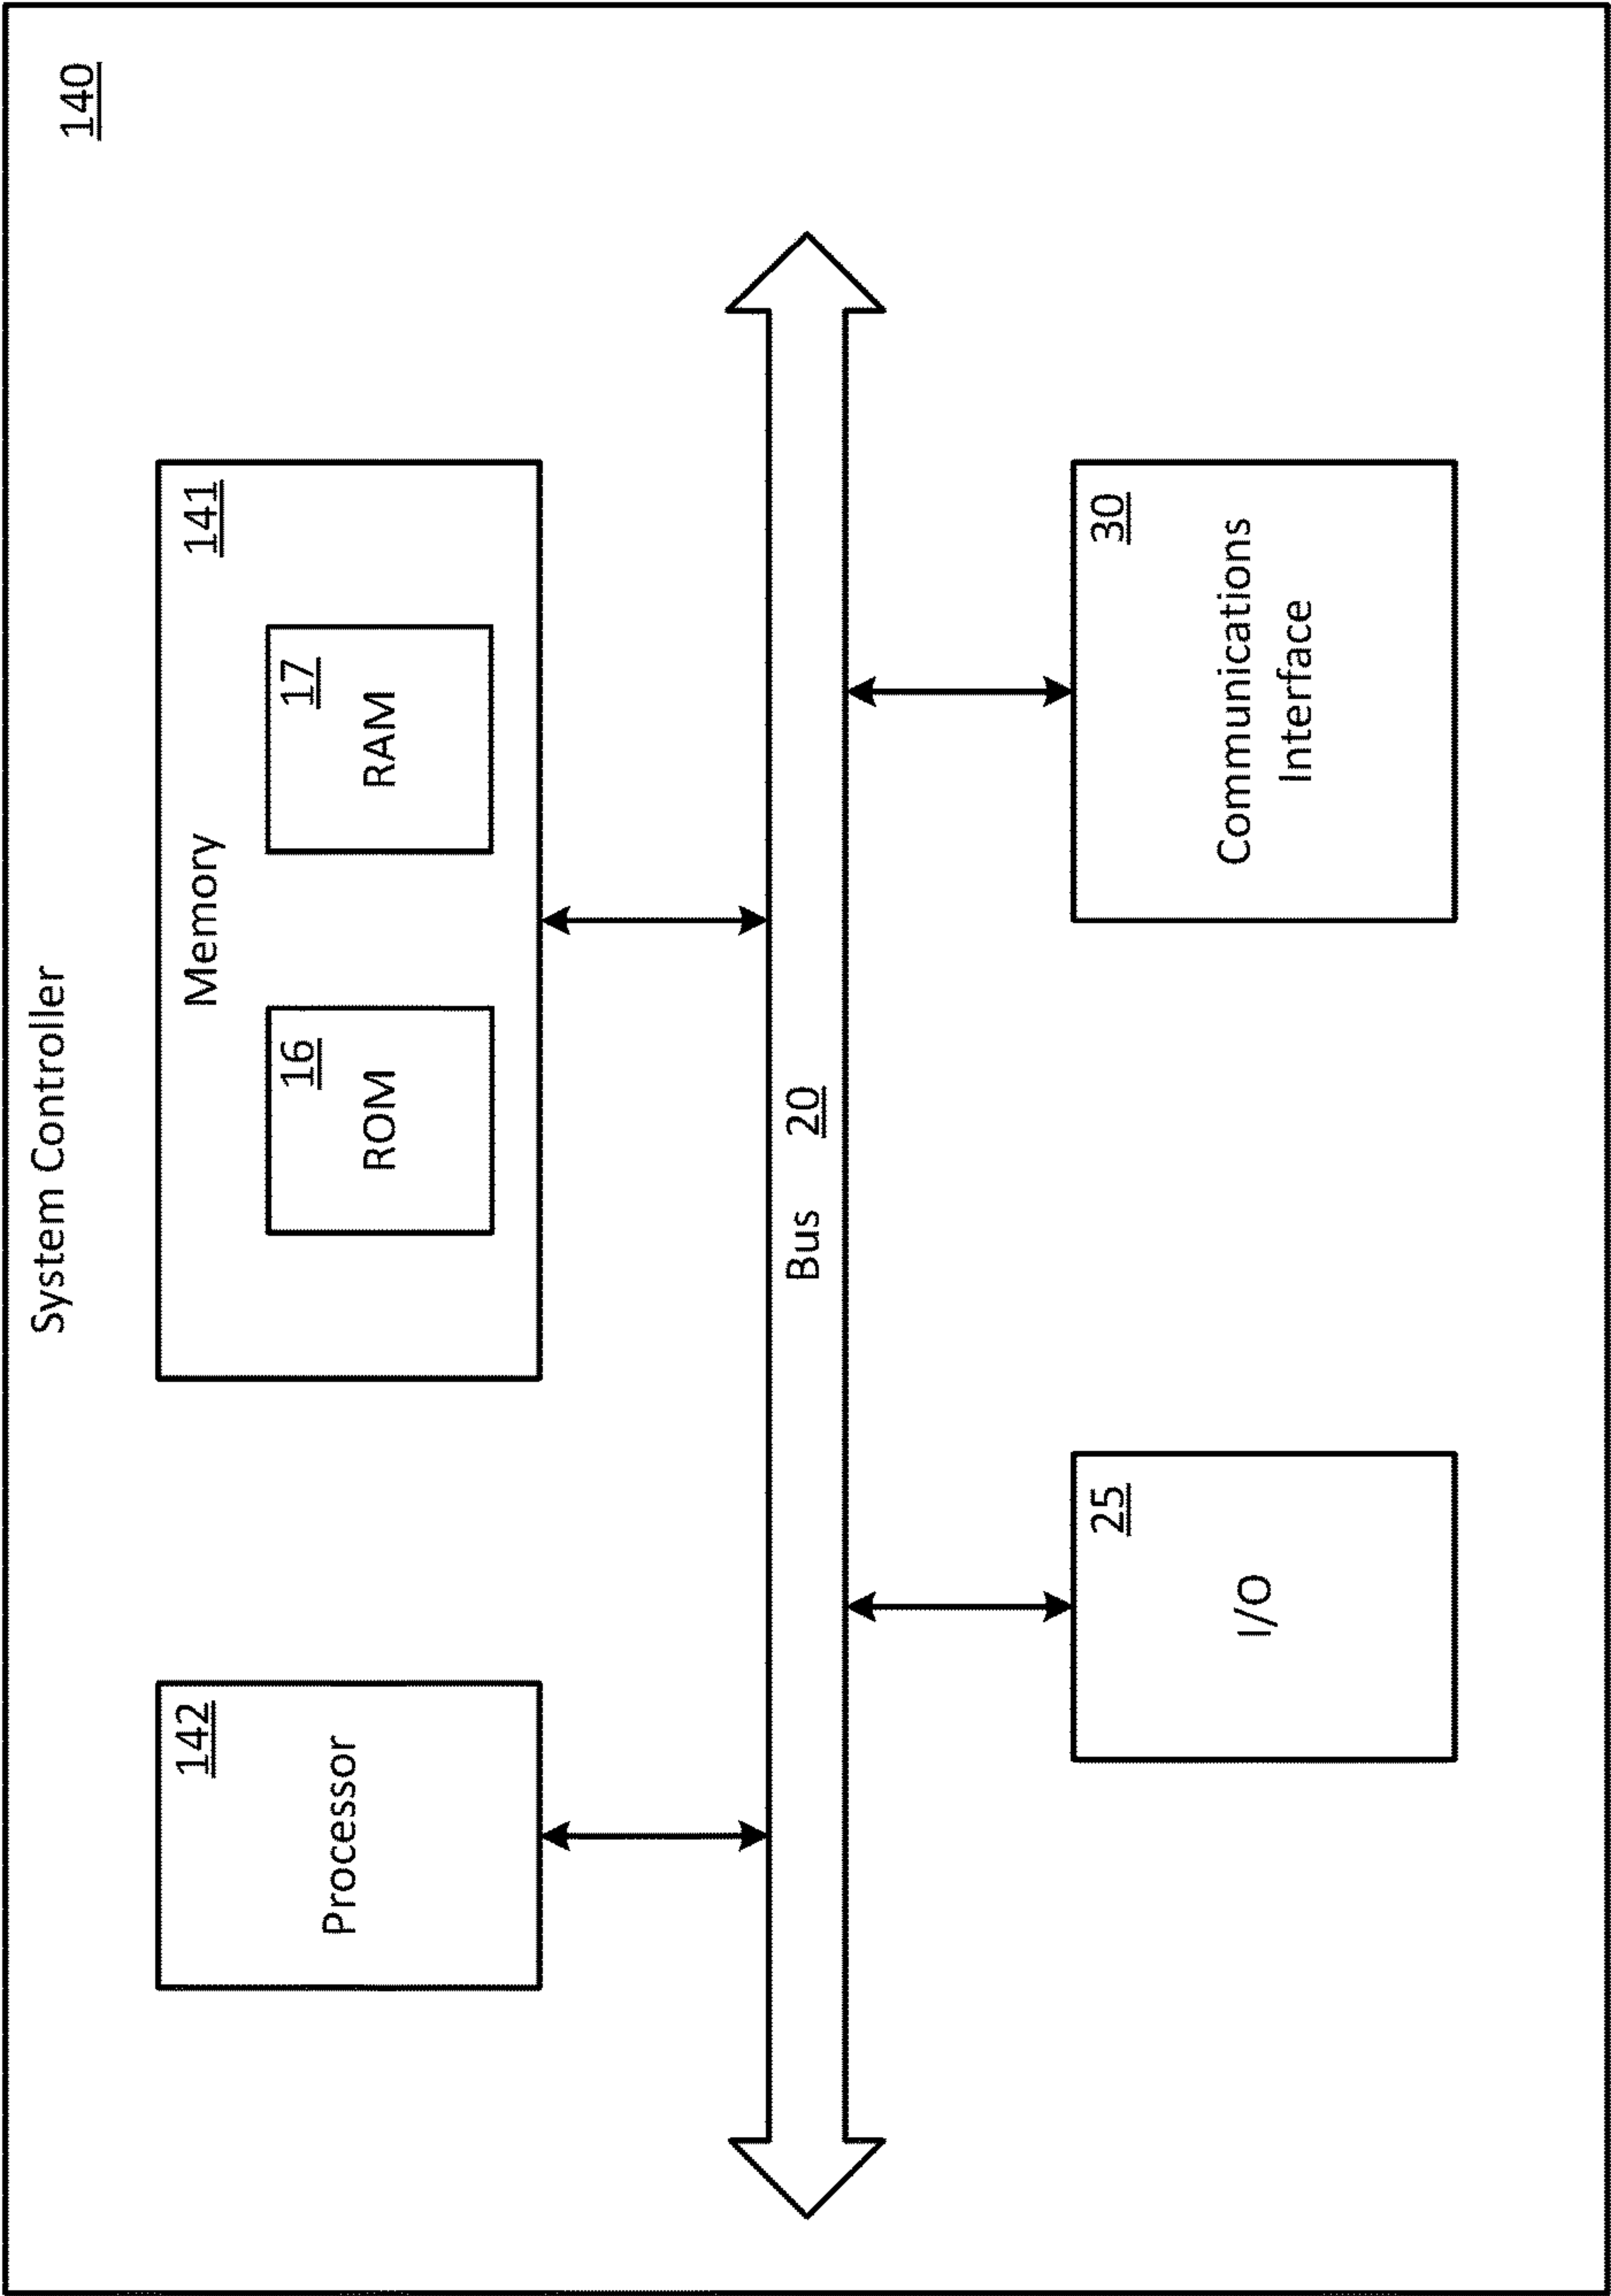 System Controller
140
142
Processor
Memory
141
16
ROM
17
RAM
Bus 20
25
I/O
30
Communications
Interface